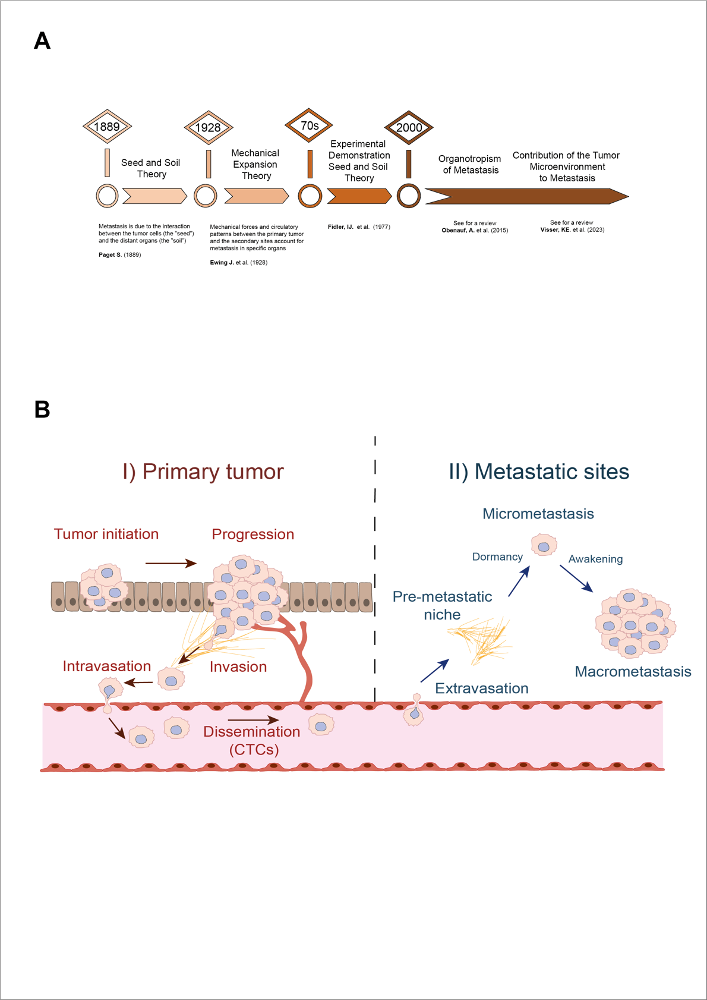 A
1889
1928
70s
2000
Seed and Soil
Theory
Mechanical
Expansion
Theory
Experimental
Demonstration
Seed and Soil
Theory
Organotropism
of Metastasis
Contribution of the Tumor
Microenvironment
to Metastasis
Metastasis is due to the interaction
between the tumor cells (the "seed")
and the distant organs (the "soil")
Paget S. (1889)
Mechanical forces and circulatory
patterns between the primary tumor
and the secondary sites account for
metastasis in specific organs
Ewing J. et al. (1928)
Fidler, IJ. et al. (1977)
See for a review
Obenauf, A. et al. (2015)
See for a review
Visser, KE. et al. (2023)
B
I) Primary tumor
II) Metastatic sites
Tumor initiation
Progression
Intravasation
Invasion
Dissemination
(CTCs)
Micrometastasis
Dormancy
Awakening
Pre-metastatic
niche
Extravasation
Macrometastasis